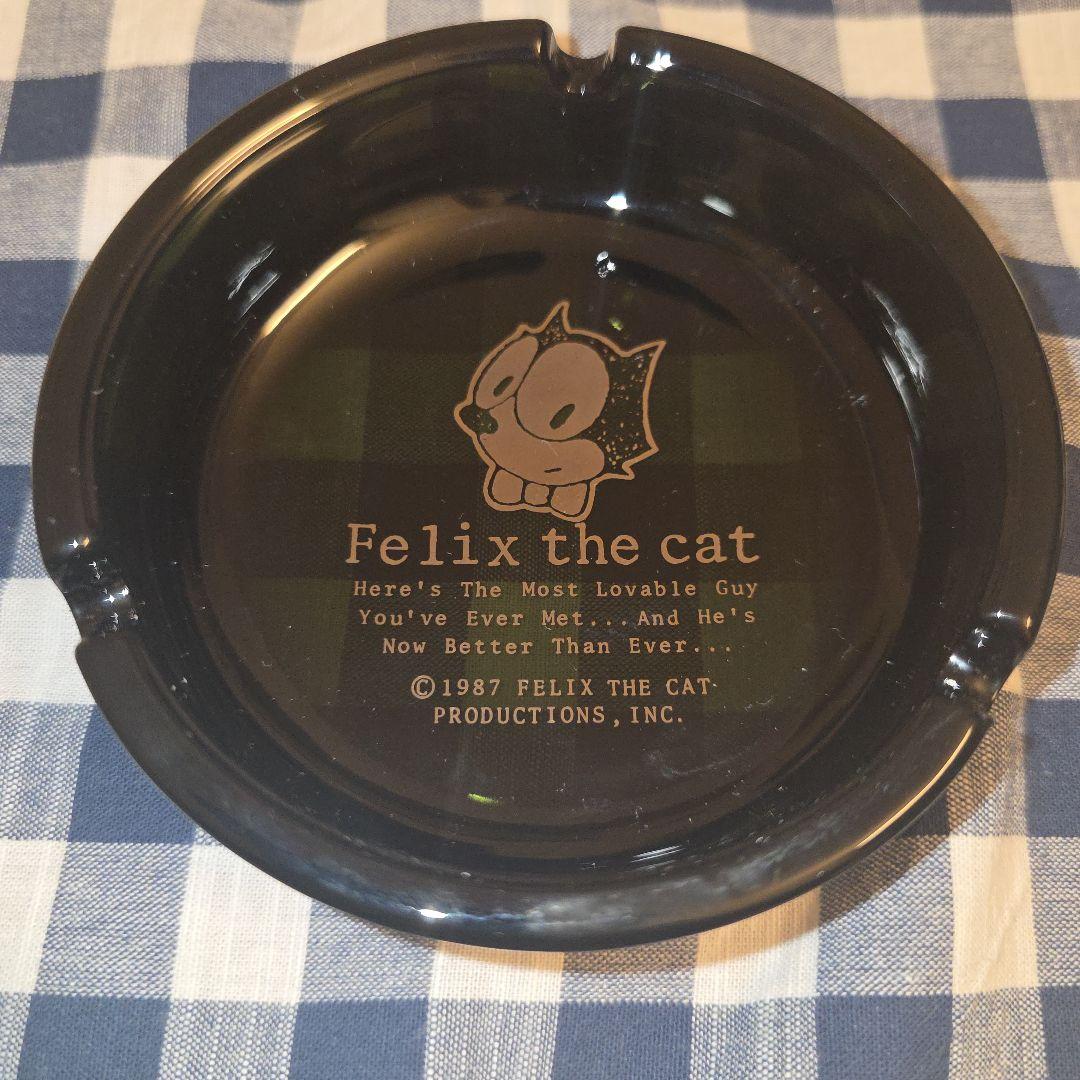 Felix the cat
Here's The Most Lovable Guy
You've Ever Met...And He's
Now Better Than Ever...
©1987 FELIX THE CAT
PRODUCTIONS, INC.